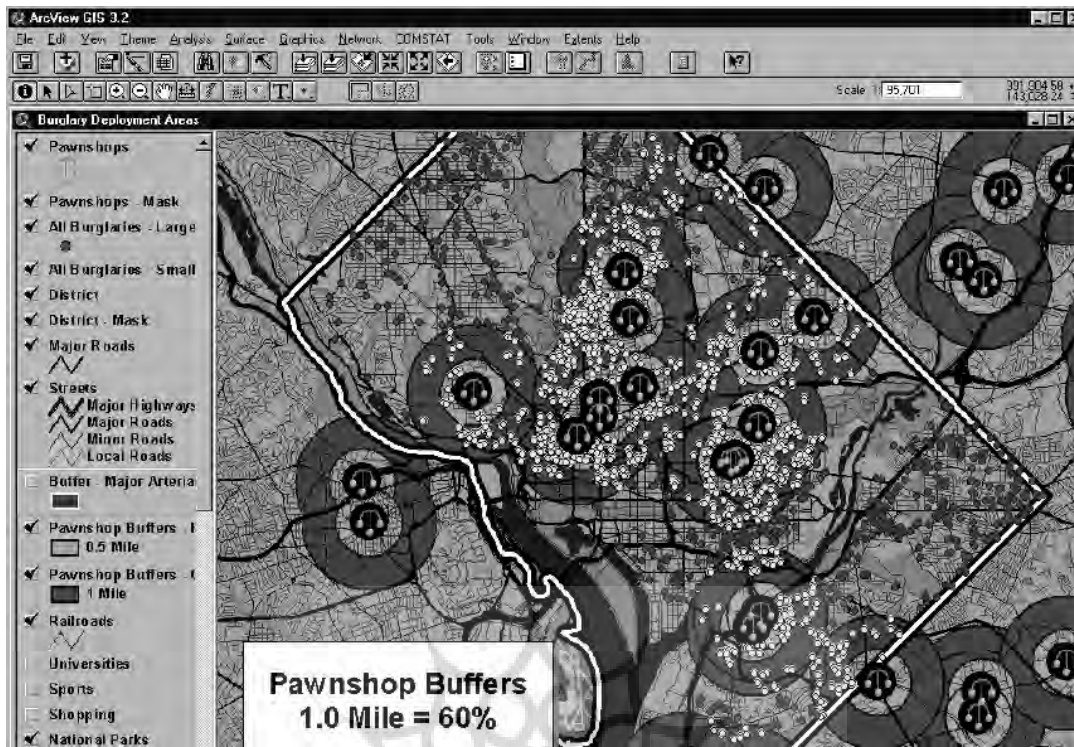 ArcView GIS 3.2
File Edit View Theme Analysis Surface Graphics Network COMSTAT Tools Window Extents Help
Scale 1: 95,701
391,904.58
143,028.24
Burglary Deployment Areas
Pawnshops
Pawnshops - Mask
All Burglaries - Large
All Burglaries - Small
District
District - Mask
Major Roads
Streets
Major Highways
Major Roads
Minor Roads
Local Roads
Buffer - Major Arteria
Pawnshop Buffers -
0.5 Mile
Pawnshop Buffers -
1 Mile
Railroads
Universities
Sports
Shopping
National Parks
Pawnshop Buffers
1.0 Mile = 60%